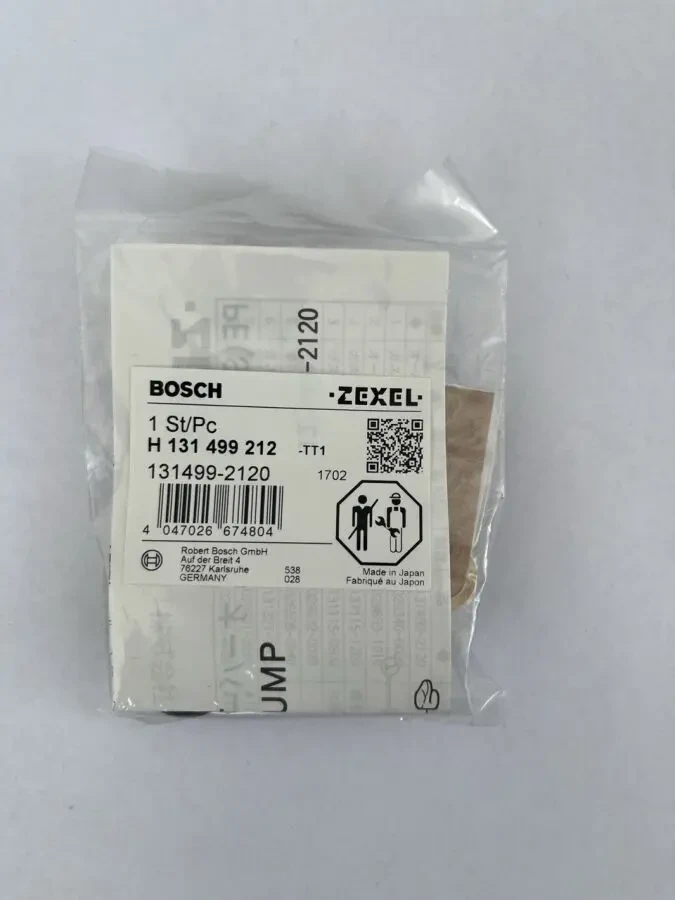 -2120
BOSCH
·ZEXEL·
1 St/Pc
H 131 499 212 -TT1
131499-2120 1702
4 047026 674804
Robert Bosch GmbH
Auf der Breit 4
76227 Karlsruhe 538
GERMANY 028
Made in Japan
Fabriqué au Japon
UMP